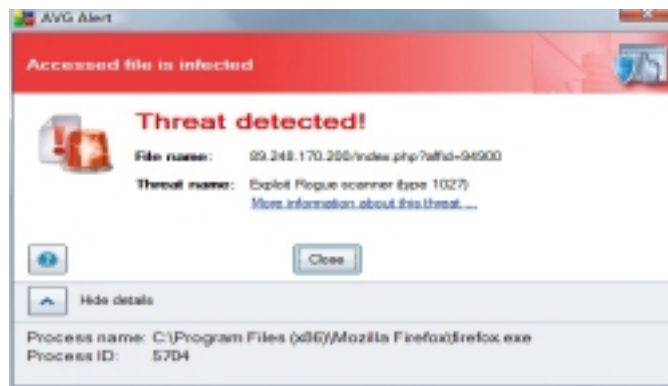 AVG Alert
Accessed file is infected
Threat detected!
File name: 89.248.170.200/index.php?affid=94900
Threat name: Exploit Rogue scanner (type 1027)
More information about this threat ...
Close
Hide details
Process name: C:\Program Files (x86)\Mozilla Firefox\firefox.exe
Process ID: 5704